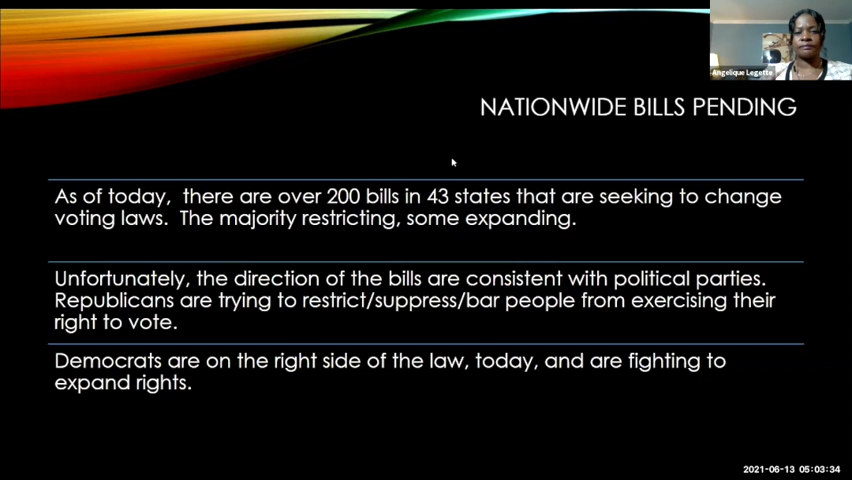 Angelique Legette
NATIONWIDE BILLS PENDING
As of today,  there are over 200 bills in 43 states that are seeking to change
voting laws.  The majority restricting, some expanding.
Unfortunately, the direction of the bills are consistent with political parties.
Republicans are trying to restrict/suppress/bar people from exercising their
right to vote.
Democrats are on the right side of the law, today, and are fighting to
expand rights.
2021-06-13 05:03:34